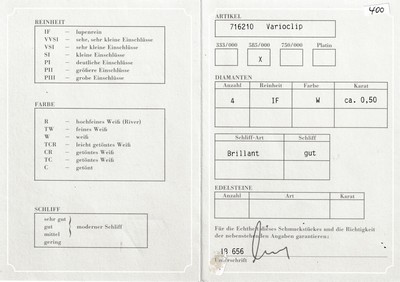 REINHEIT
IF — lupenrein
VVSI — sehr, sehr kleine Einschlüsse
VSI — sehr kleine Einschlüsse
SI — kleine Einschlüsse
PI — deutliche Einschlüsse
PII — größere Einschlüsse
PIII — grobe Einschlüsse
FARBE
R — hochfeines Weiß (River)
TW — feines Weiß
W — weiß
TCR — leicht getöntes Weiß
CR — getöntes Weiß
TC — getöntes Weiß
C — getönt
SCHLIFF
sehr gut
gut
mittel
gering
moderner Schliff
400
ARTIKEL
716210 Varioclip
333/000 585/000 750/000 Platin
X
DIAMANTEN
Anzahl Reinheit Farbe Karat
4 IF W ca. 0,50
Schliff-Art Schliff
Brillant gut
EDELSTEINE
Anzahl Art Karat
Für die Echtheit dieses Schmuckstückes und die Richtigkeit
der nebenstehenden Angaben garantieren:
19 656
Unterschrift